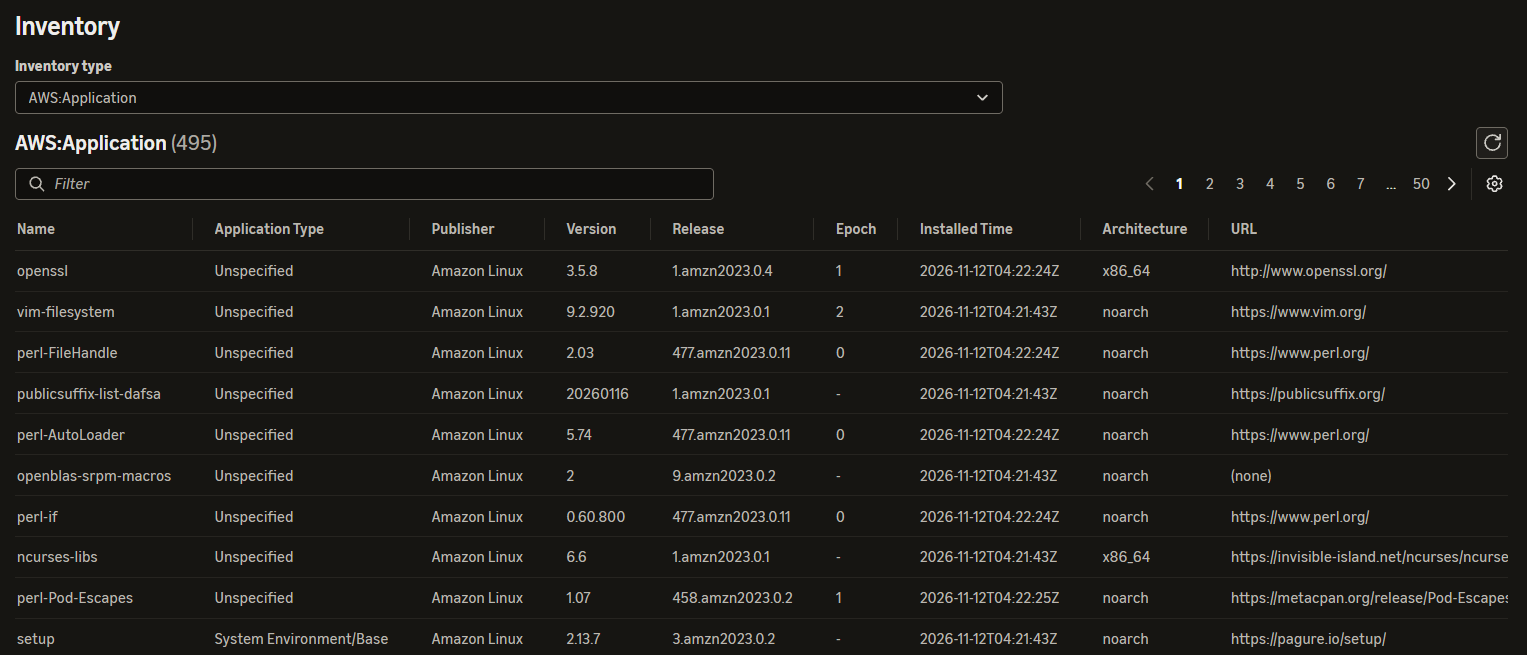 Inventory
Inventory type
AWS:Application
AWS:Application (495)
Filter
1 2 3 4 5 6 7 ... 50
Name Application Type Publisher Version Release Epoch Installed Time Architecture URL
openssl Unspecified Amazon Linux 3.5.8 1.amzn2023.0.4 1 2026-11-12T04:22:24Z x86_64 http://www.openssl.org/
vim-filesystem Unspecified Amazon Linux 9.2.920 1.amzn2023.0.1 2 2026-11-12T04:21:43Z noarch https://www.vim.org/
perl-FileHandle Unspecified Amazon Linux 2.03 477.amzn2023.0.11 0 2026-11-12T04:22:24Z noarch https://www.perl.org/
publicsuffix-list-dafsa Unspecified Amazon Linux 20260116 1.amzn2023.0.1 - 2026-11-12T04:21:43Z noarch https://publicsuffix.org/
perl-AutoLoader Unspecified Amazon Linux 5.74 477.amzn2023.0.11 0 2026-11-12T04:22:24Z noarch https://www.perl.org/
openblas-srpm-macros Unspecified Amazon Linux 2 9.amzn2023.0.2 - 2026-11-12T04:21:43Z noarch (none)
perl-if Unspecified Amazon Linux 0.60.800 477.amzn2023.0.11 0 2026-11-12T04:22:24Z noarch https://www.perl.org/
ncurses-libs Unspecified Amazon Linux 6.6 1.amzn2023.0.1 - 2026-11-12T04:21:43Z x86_64 https://invisible-island.net/ncurses/ncurse
perl-Pod-Escapes Unspecified Amazon Linux 1.07 458.amzn2023.0.2 1 2026-11-12T04:22:25Z noarch https://metacpan.org/release/Pod-Escapes
setup System Environment/Base Amazon Linux 2.13.7 3.amzn2023.0.2 - 2026-11-12T04:21:43Z noarch https://pagure.io/setup/